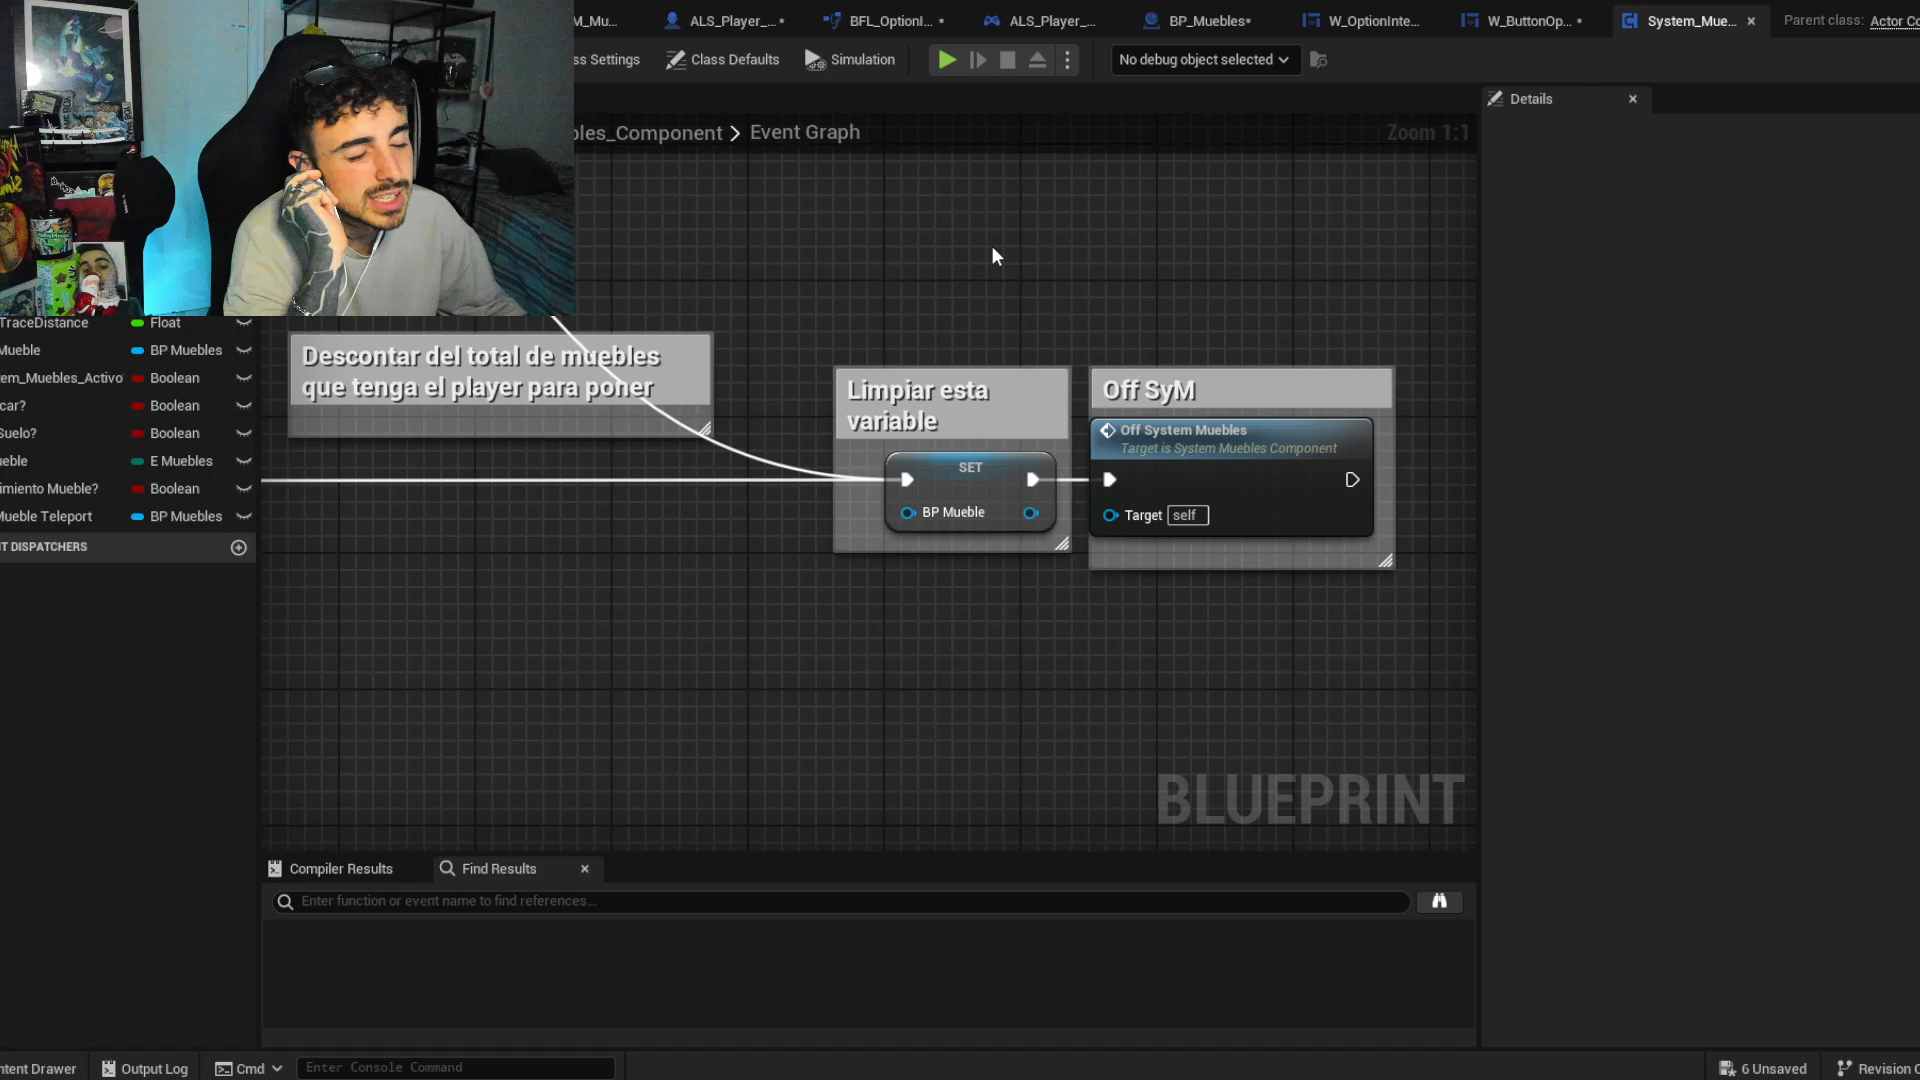 M_Mu...
ALS_Player_...*
BFL_OptionI...*
ALS_Player_...
BP_Muebles*
W_OptionInte...
W_ButtonOp...*
System_Mue...
Parent class: Actor Co
ss Settings
Class Defaults
Simulation
No debug object selected
Details
bles_Component > Event Graph
Zoom 1:1
TraceDistance Float
Mueble BP Muebles
tem_Muebles_Activo Boolean
car? Boolean
Suelo? Boolean
ueble E Muebles
imiento Mueble? Boolean
Mueble Teleport BP Muebles
T DISPATCHERS
Descontar del total de muebles
que tenga el player para poner
Limpiar esta
variable
SET
BP Mueble
Off SyM
Off System Muebles
Target is System Muebles Component
Target self
BLUEPRINT
Compiler Results
Find Results
Enter function or event name to find references...
ntent Drawer
Output Log
Cmd
Enter Console Command
6 Unsaved
Revision C